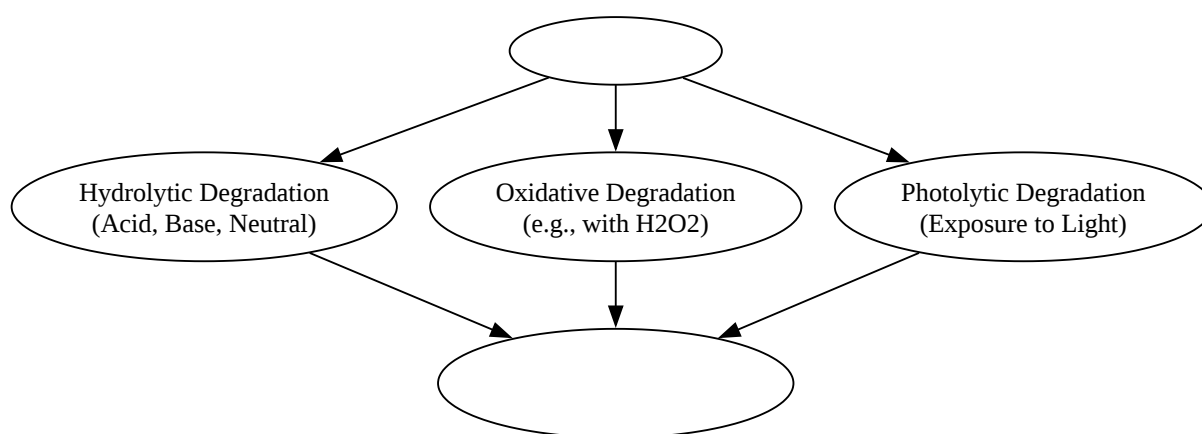 Hydrolytic Degradation
(Acid, Base, Neutral)
Oxidative Degradation
(e.g., with H2O2)
Photolytic Degradation
(Exposure to Light)